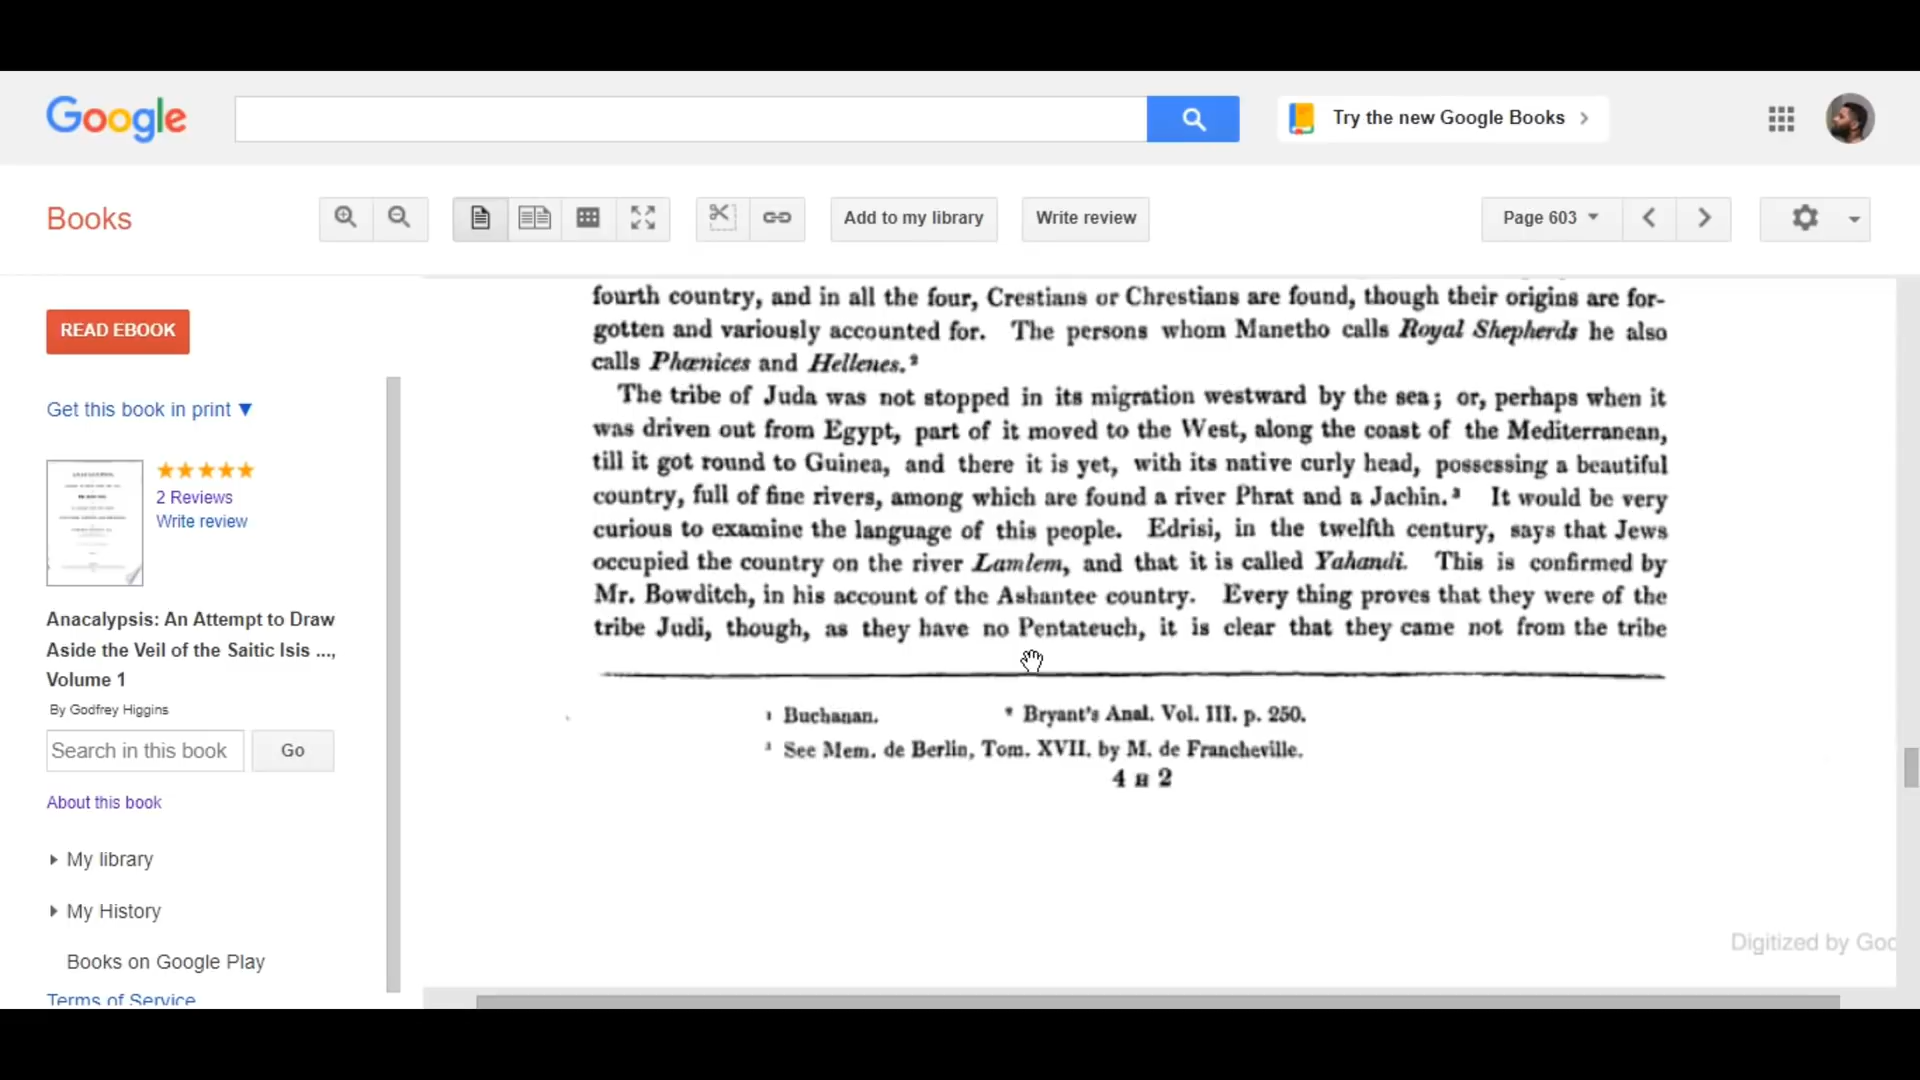 Google
Try the new Google Books
Books
Add to my library
Write review
Page 603
READ EBOOK
Get this book in print ▼
2 Reviews
Write review
Anacalypsis: An Attempt to Draw
Aside the Veil of the Saitic Isis ...,
Volume 1
By Godfrey Higgins
Search in this book
Go
About this book
My library
My History
Books on Google Play
Terms of Service
fourth country, and in all the four, Crestians or Chrestians are found, though their origins are for-
gotten and variously accounted for. The persons whom Manetho calls Royal Shepherds he also
calls Phœnices and Hellenes.²
The tribe of Juda was not stopped in its migration westward by the sea; or, perhaps when it
was driven out from Egypt, part of it moved to the West, along the coast of the Mediterranean,
till it got round to Guinea, and there it is yet, with its native curly head, possessing a beautiful
country, full of fine rivers, among which are found a river Phrat and a Jachin.³ It would be very
curious to examine the language of this people. Edrisi, in the twelfth century, says that Jews
occupied the country on the river Lamlem, and that it is called Yahandi. This is confirmed by
Mr. Bowditch, in his account of the Ashantee country. Every thing proves that they were of the
tribe Judi, though, as they have no Pentateuch, it is clear that they came not from the tribe
¹ Buchanan. ² Bryant's Anal. Vol. III. p. 250.
³ See Mem. de Berlin, Tom. XVII. by M. de Francheville.
4 H 2
Digitized by Goo